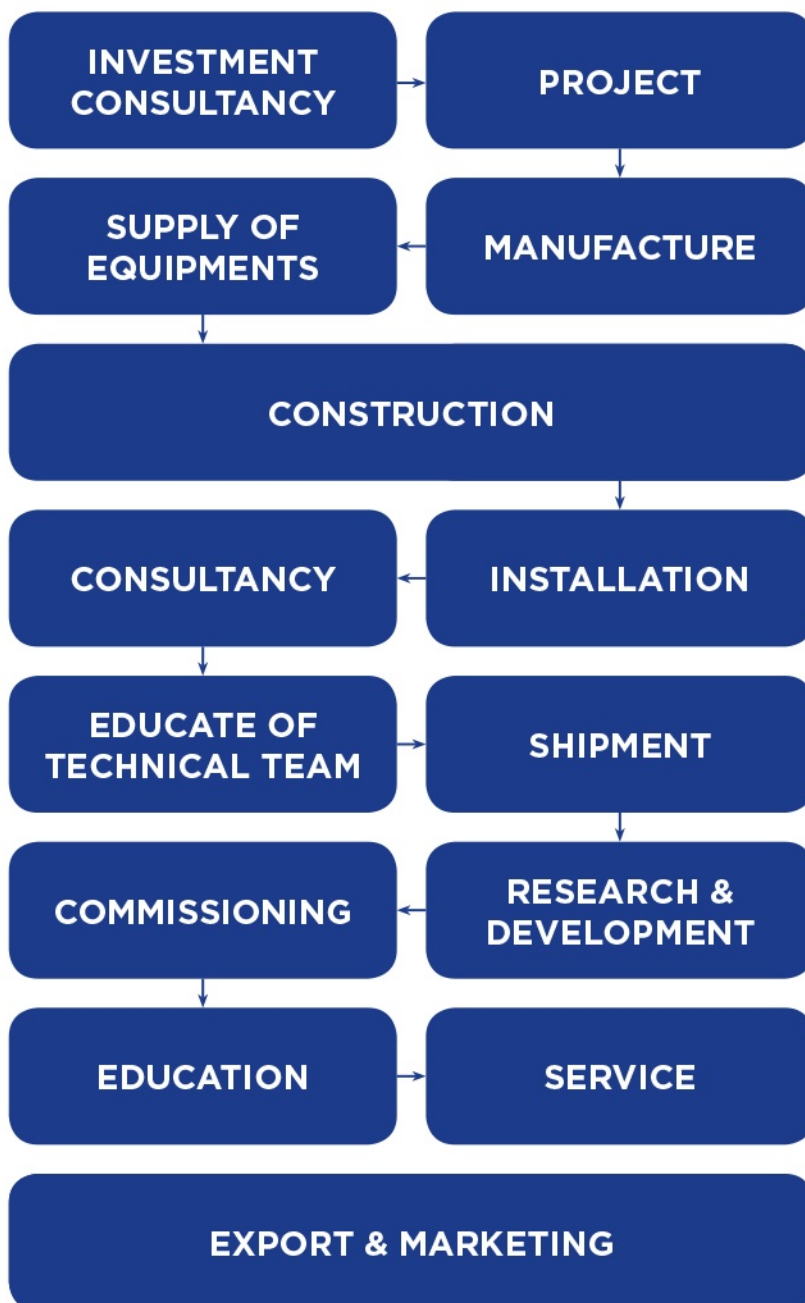 INVESTMENT
CONSULTANCY
PROJECT
SUPPLY OF
EQUIPMENTS
MANUFACTURE
CONSTRUCTION
CONSULTANCY
INSTALLATION
EDUCATE OF
TECHNICAL TEAM
SHIPMENT
COMMISSIONING
RESEARCH &
DEVELOPMENT
EDUCATION
SERVICE
EXPORT & MARKETING